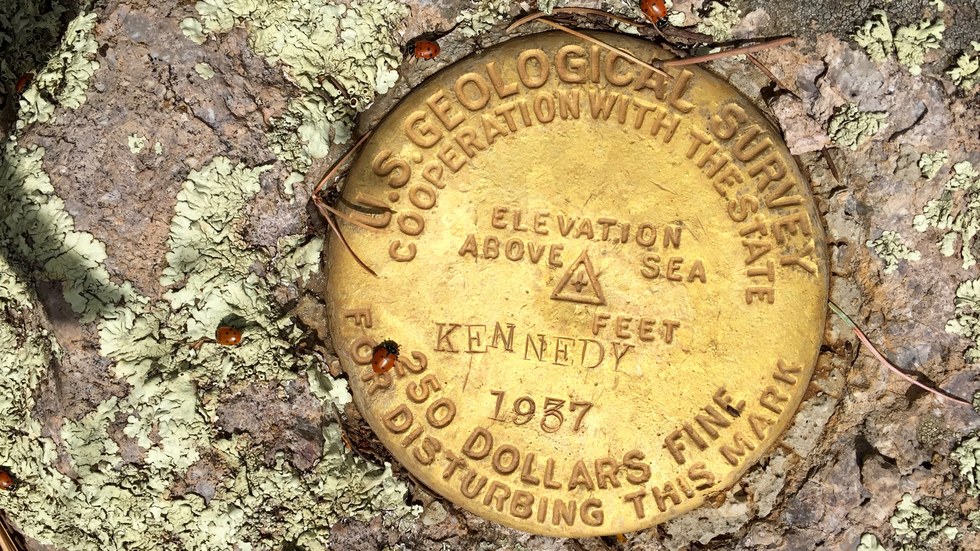 U.S. GEOLOGICAL SURVEY
COOPERATION WITH THE STATE
ELEVATION
ABOVE SEA
FEET
KENNEDY
1937
250 DOLLARS FINE
FOR DISTURBING THIS MARK